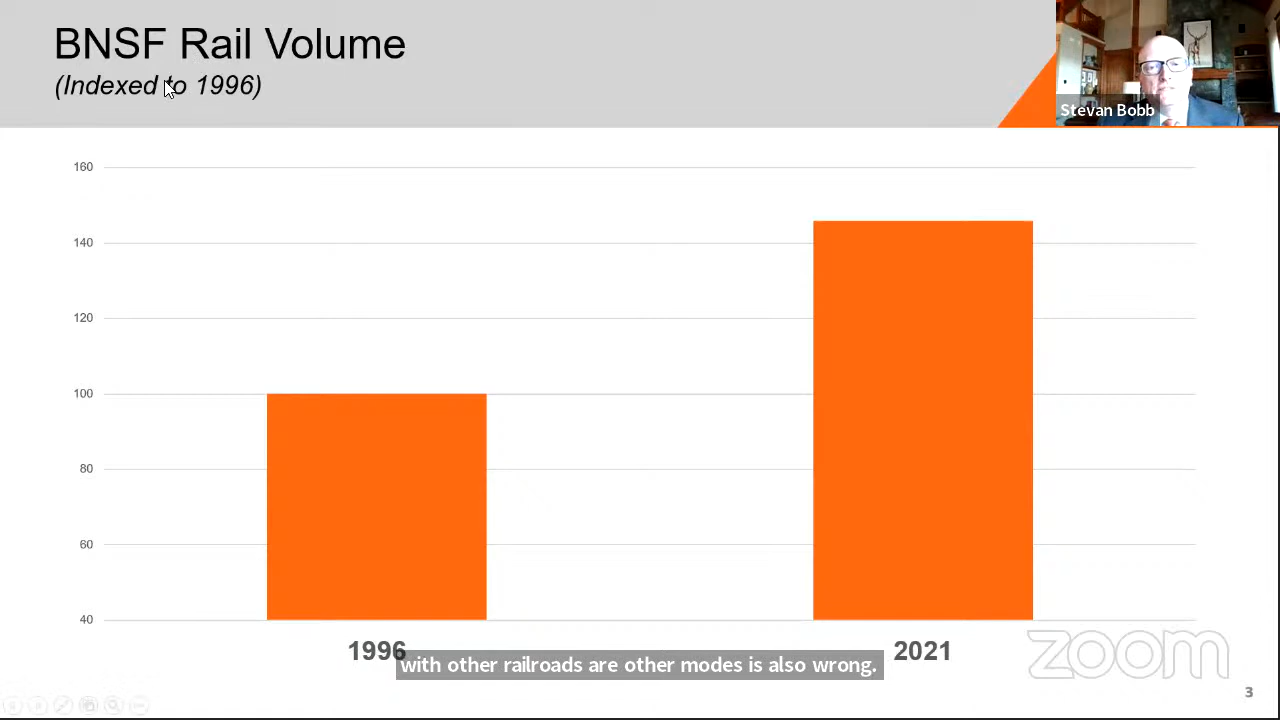 BNSF Rail Volume
(Indexed to 1996)
Stevan Bobb
160
140
120
100
80
60
40
1996
2021
with other railroads are other modes is also wrong.
zoom
3